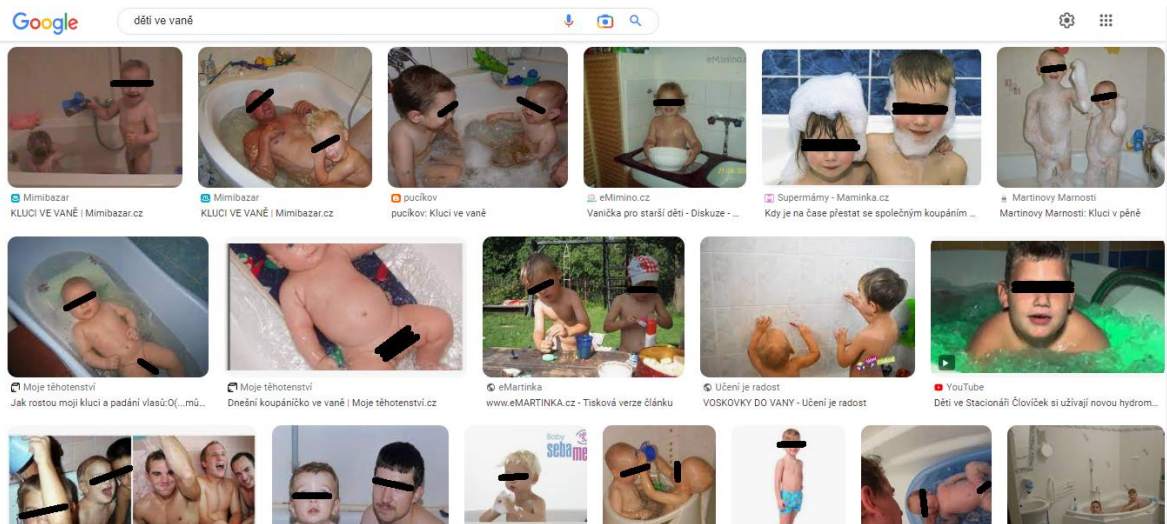 Google
děti ve vaně
eMimino.cz
Mimibazar
KLUCI VE VANĚ | Mimibazar.cz
Mimibazar
KLUCI VE VANĚ | Mimibazar.cz
pucíkov
pucíkov: Kluci ve vaně
eMimino.cz
Vanička pro starší děti - Diskuze - ...
Supermámy - Maminka.cz
Kdy je na čase přestat se společným koupáním ...
Martinovy Marnosti
Martinovy Marnosti: Kluci v pěně
Moje těhotenství
Jak rostou moji kluci a padání vlasů:O(...mů...
Moje těhotenství
Dnešní koupáníčko ve vaně | Moje těhotenství.cz
eMartinka
www.eMARTINKA.cz - Tisková verze článku
Učení je radost
VOSKOVKY DO VANY - Učení je radost
YouTube
Děti ve Stacionáři Človíček si užívají novou hydrom...
Baby
seba